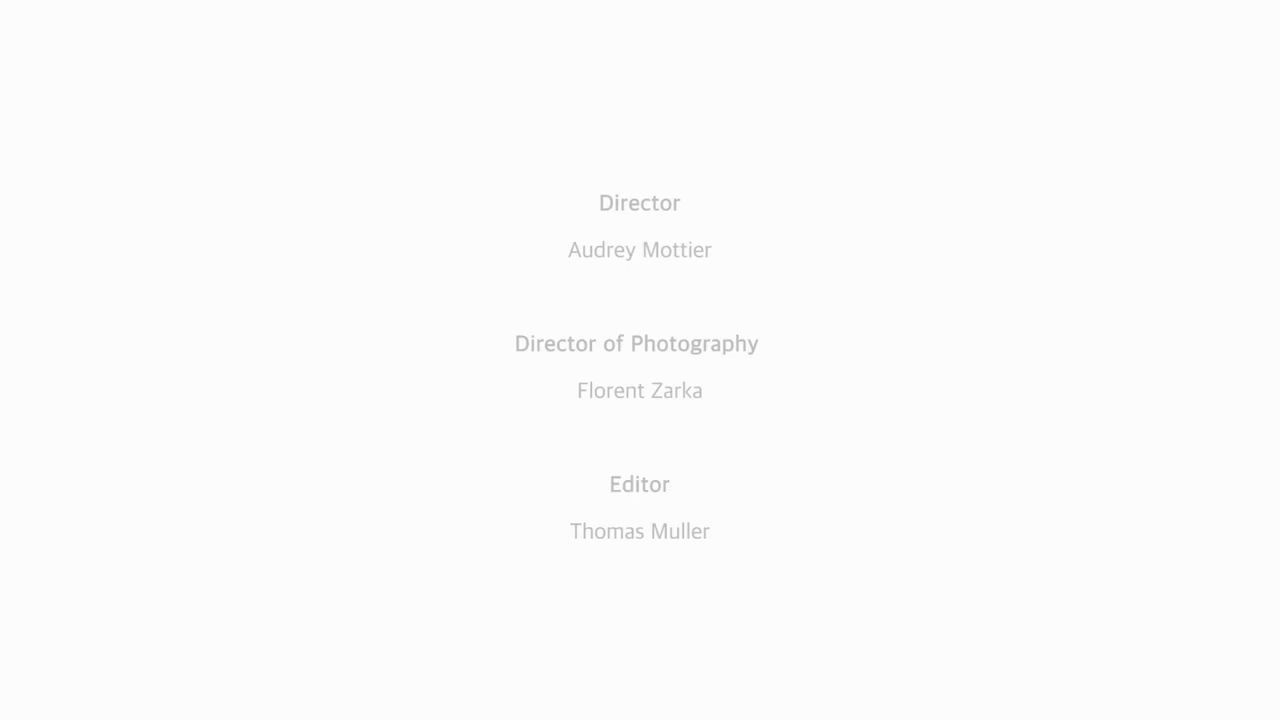 Director
Audrey Mottier
Director of Photography
Florent Zarka
Editor
Thomas Muller